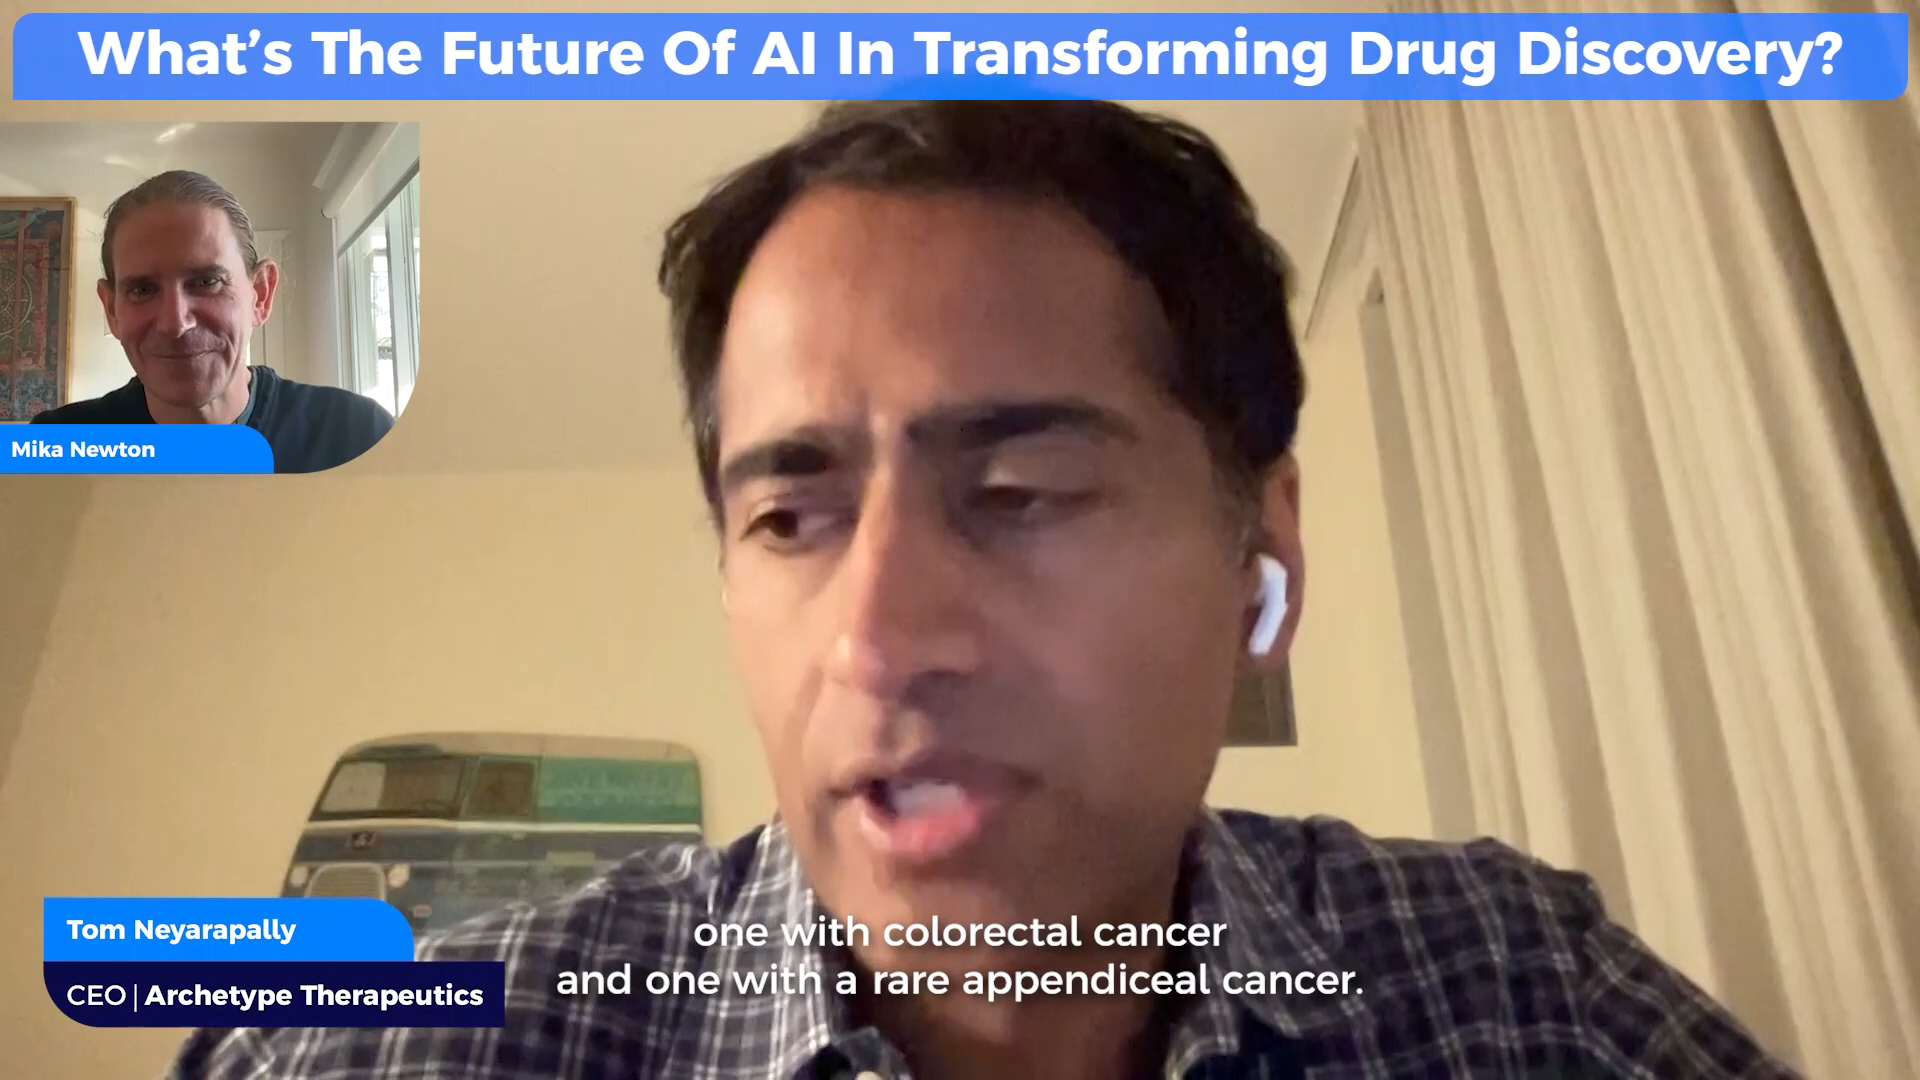 What’s The Future Of AI In Transforming Drug Discovery?
Mika Newton
Tom Neyarapally
CEO | Archetype Therapeutics
one with colorectal cancer
and one with a rare appendiceal cancer.